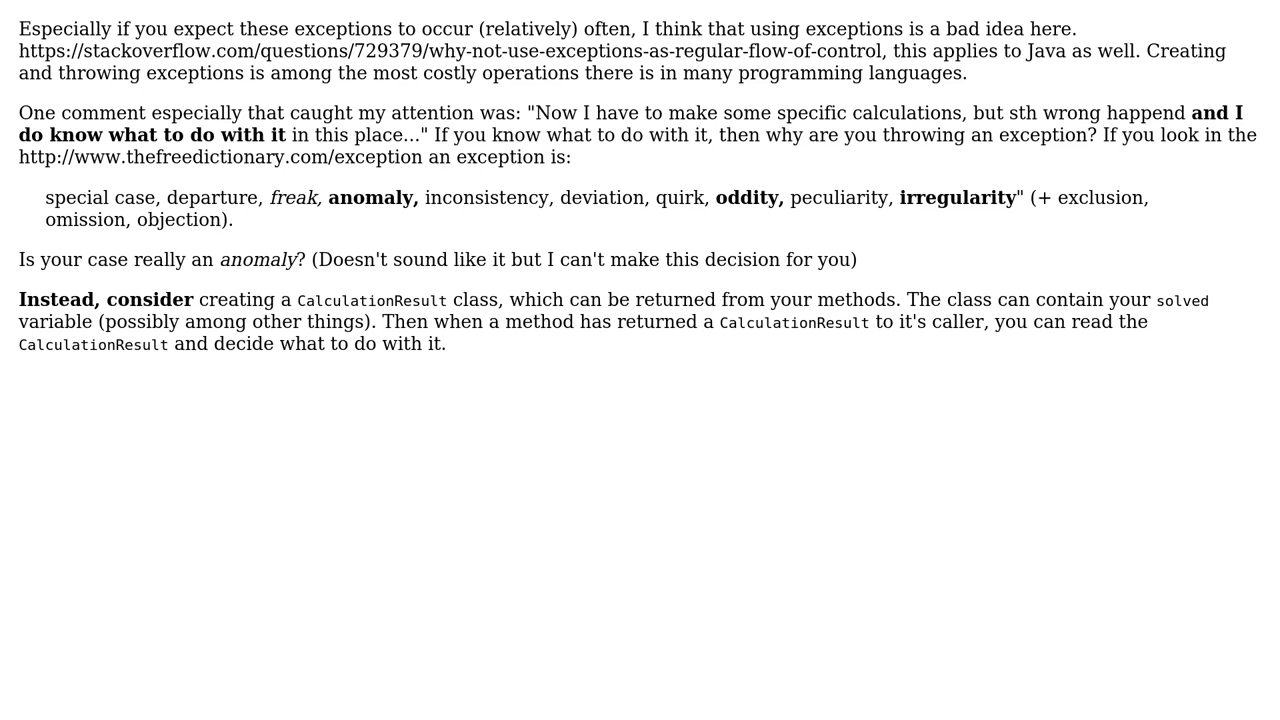 Especially if you expect these exceptions to occur (relatively) often, I think that using exceptions is a bad idea here.
https://stackoverflow.com/questions/729379/why-not-use-exceptions-as-regular-flow-of-control, this applies to Java as well. Creating
and throwing exceptions is among the most costly operations there is in many programming languages.
One comment especially that caught my attention was: "Now I have to make some specific calculations, but sth wrong happend and I
do know what to do with it in this place..." If you know what to do with it, then why are you throwing an exception? If you look in the
http://www.thefreedictionary.com/exception an exception is:
special case, departure, freak, anomaly, inconsistency, deviation, quirk, oddity, peculiarity, irregularity" (+ exclusion,
omission, objection).
Is your case really an anomaly? (Doesn't sound like it but I can't make this decision for you)
Instead, consider creating a CalculationResult class, which can be returned from your methods. The class can contain your solved
variable (possibly among other things). Then when a method has returned a CalculationResult to it's caller, you can read the
CalculationResult and decide what to do with it.